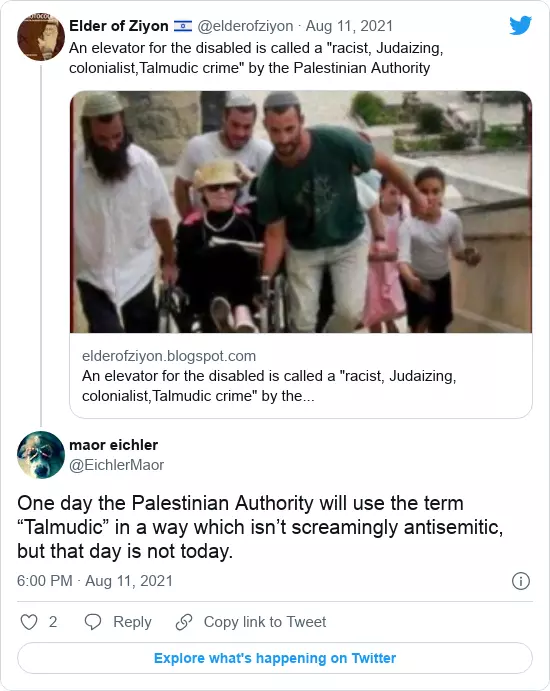 Elder of Ziyon 🇮🇱 @elderofziyon · Aug 11, 2021
An elevator for the disabled is called a "racist, Judaizing,
colonialist,Talmudic crime" by the Palestinian Authority
elderofziyon.blogspot.com
An elevator for the disabled is called a "racist, Judaizing,
colonialist,Talmudic crime" by the...
maor eichler
@EichlerMaor
One day the Palestinian Authority will use the term
“Talmudic” in a way which isn’t screamingly antisemitic,
but that day is not today.
6:00 PM · Aug 11, 2021
2 Reply Copy link to Tweet
Explore what's happening on Twitter